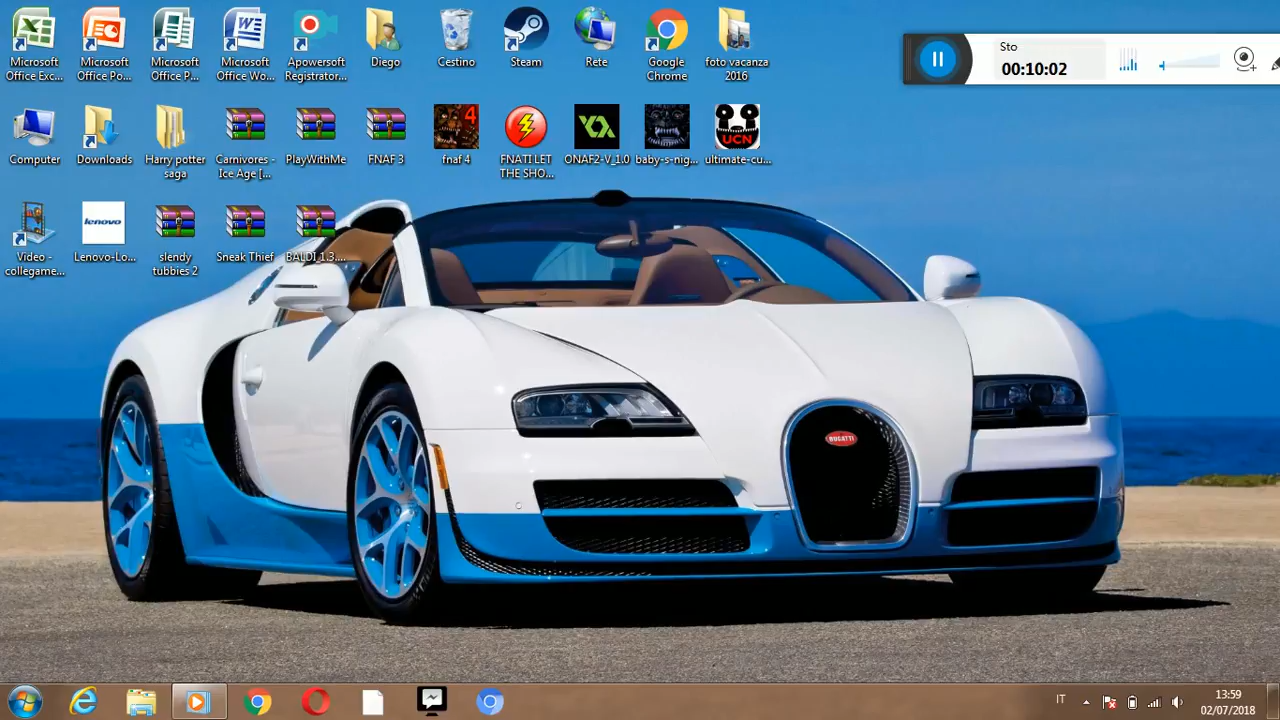 Microsoft
Office Exc...
Microsoft
Office Po...
Microsoft
Office P...
Microsoft
Office Wo...
Apowersoft
Registrator...
Diego
Cestino
Steam
Rete
Google
Chrome
foto vacanza
2016
Sto
00:10:02
Computer
Downloads
Harry potter
saga
Carnivores -
Ice Age [...
PlayWithMe
FNAF 3
4
fnaf 4
FNATI LET
THE SHO...
ONAF2-V_1.0
baby-s-nig...
UCN
ultimate-cu...
Video -
collegame...
lenovo
Lenovo-Lo...
slendy
tubbies 2
Sneak Thief
BALDI_1.3....
BUGATTI
IT
13:59
02/07/2018